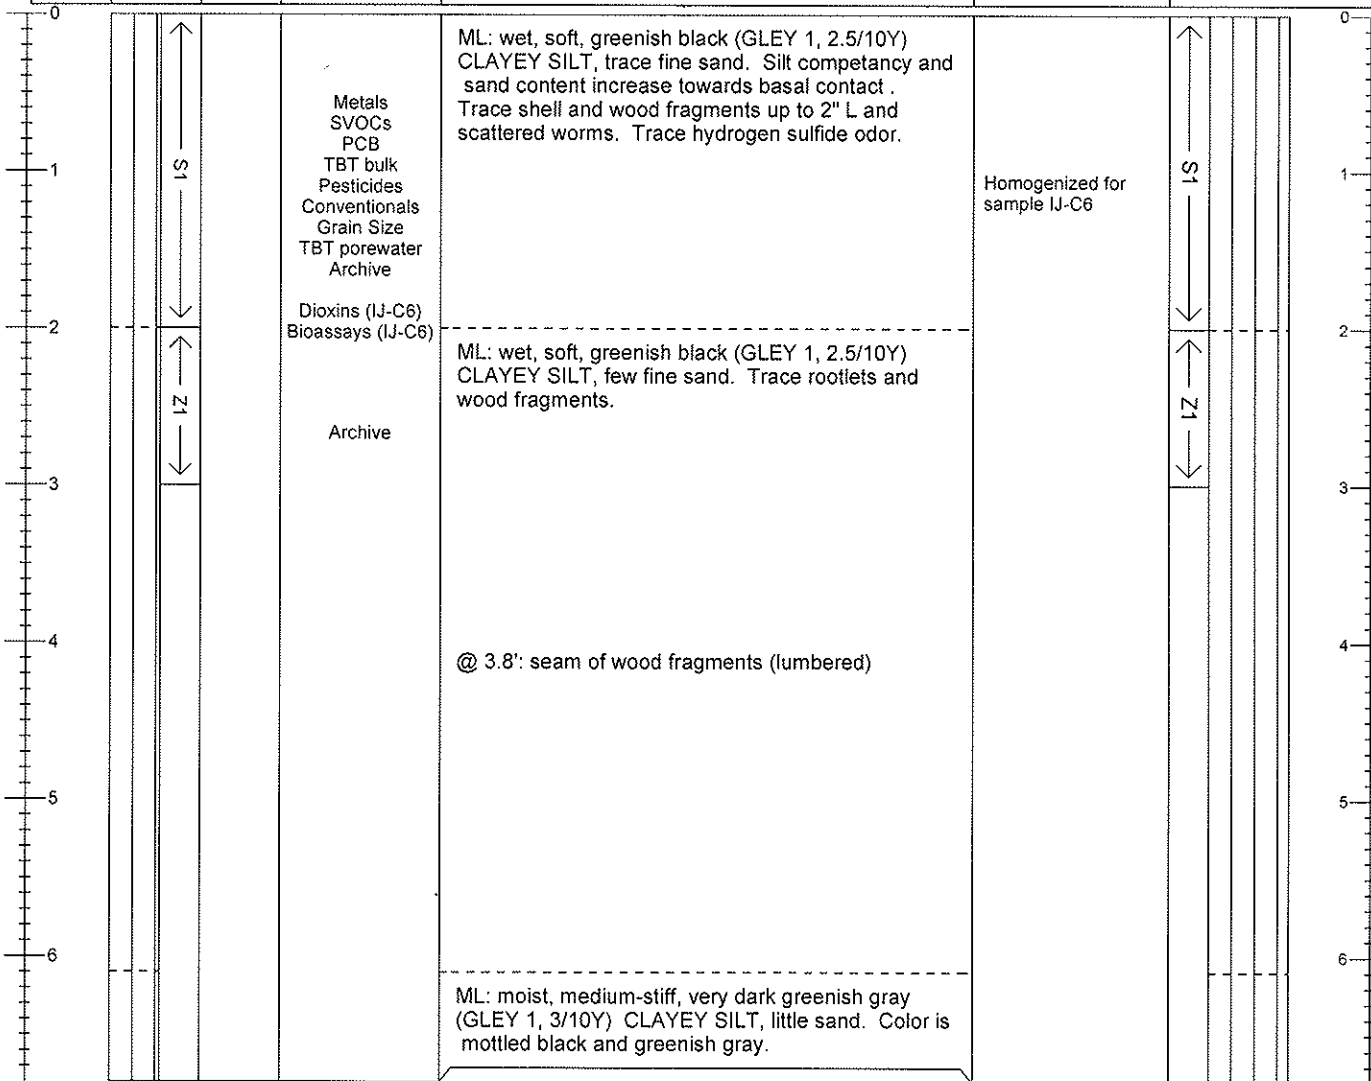 0
0
ML: wet, soft, greenish black (GLEY 1, 2.5/10Y)
CLAYEY SILT, trace fine sand. Silt competancy and
sand content increase towards basal contact .
Trace shell and wood fragments up to 2" L and
scattered worms. Trace hydrogen sulfide odor.
Metals
SVOCs
PCB
TBT bulk
Pesticides
Conventionals
Grain Size
TBT porewater
Archive
Dioxins (IJ-C6)
Bioassays (IJ-C6)
S1
1
Homogenized for
sample IJ-C6
S1
1
2
2
ML: wet, soft, greenish black (GLEY 1, 2.5/10Y)
CLAYEY SILT, few fine sand. Trace rootlets and
wood fragments.
Z1
Archive
Z1
3
3
4
4
@ 3.8': seam of wood fragments (lumbered)
5
5
6
6
ML: moist, medium-stiff, very dark greenish gray
(GLEY 1, 3/10Y) CLAYEY SILT, little sand. Color is
mottled black and greenish gray.